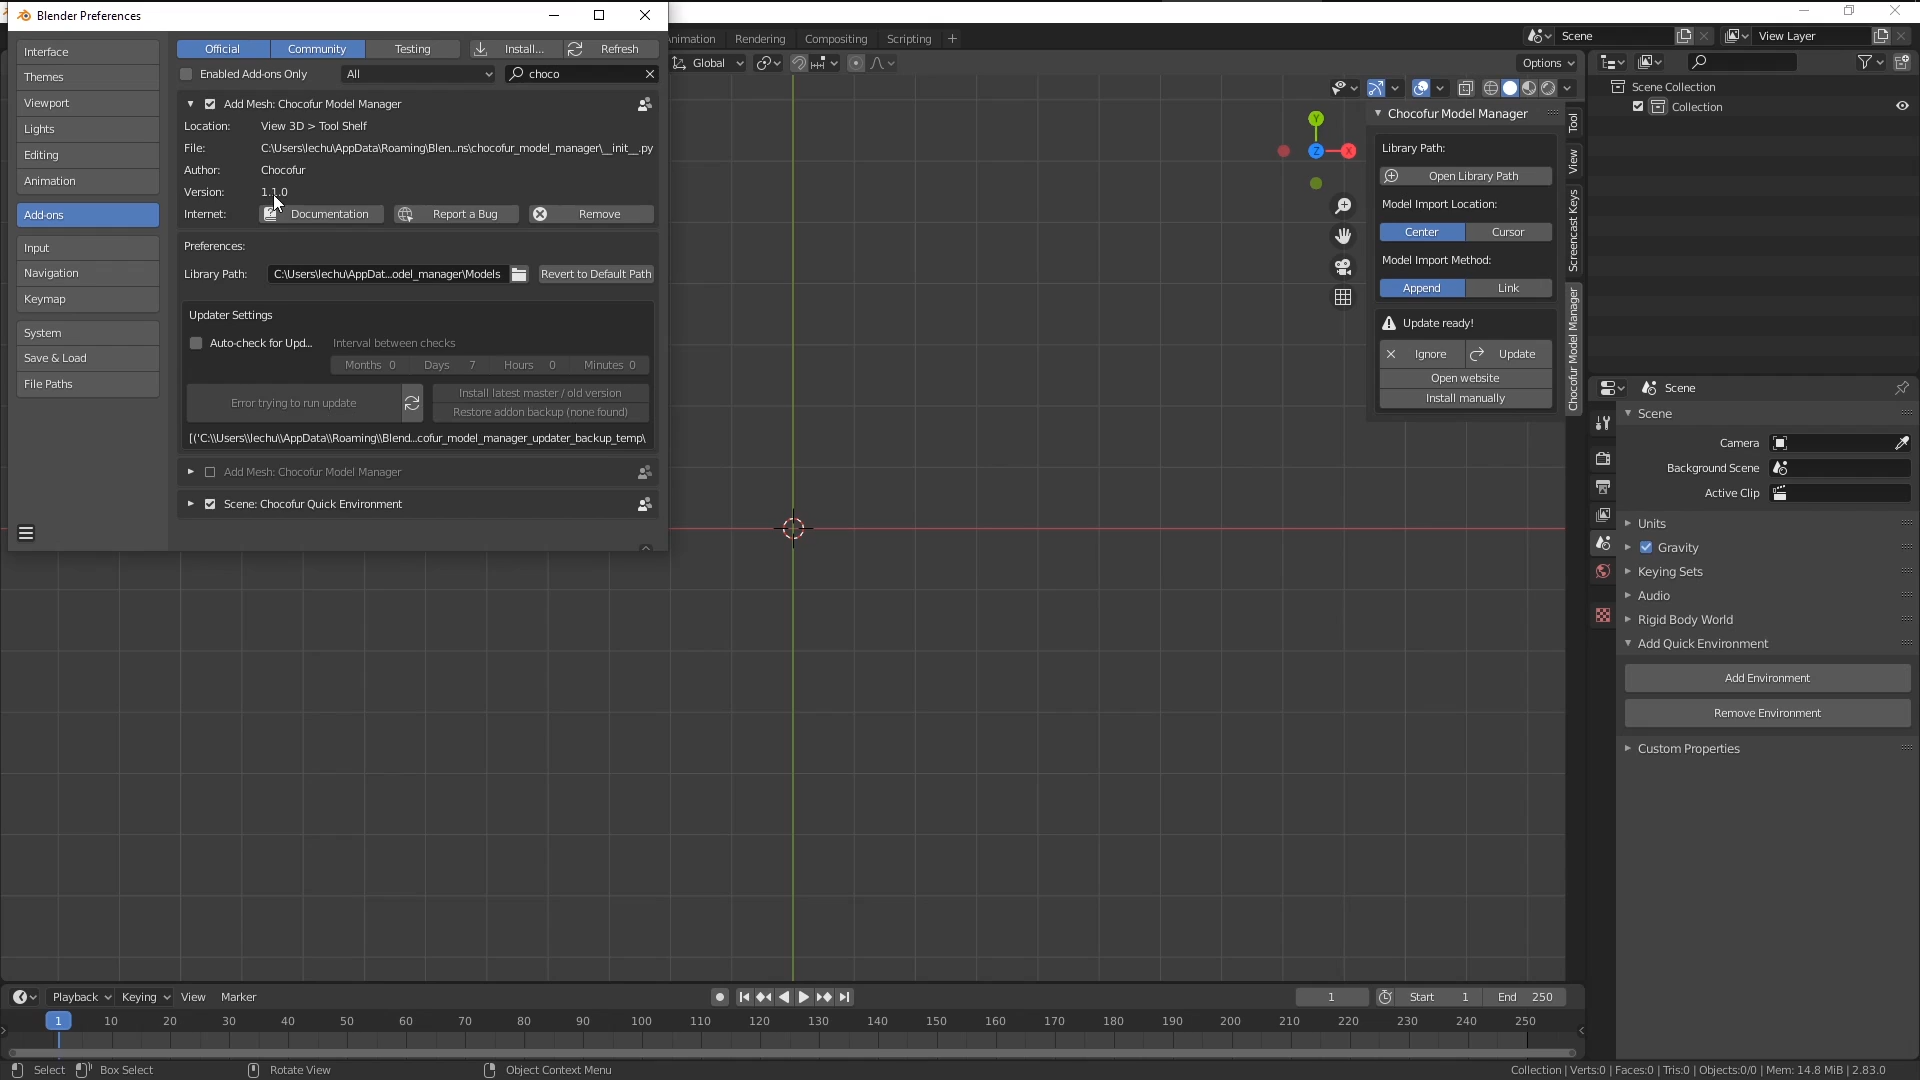 Blender Preferences
Interface
Themes
Viewport
Lights
Editing
Animation
Add-ons
Input
Navigation
Keymap
System
Save & Load
File Paths
Official Community Testing Install... Refresh
Enabled Add-ons Only All choco
Add Mesh: Chocofur Model Manager
Location: View 3D > Tool Shelf
File: C:\Users\lechu\AppData\Roaming\Blen...ns\chocofur_model_manager\__init__.py
Author: Chocofur
Version: 1.1.0
Internet: Documentation Report a Bug Remove
Preferences:
Library Path: C:\Users\lechu\AppDat...odel_manager\Models Revert to Default Path
Updater Settings
Auto-check for Upd... Interval between checks
Months 0 Days 7 Hours 0 Minutes 0
Error trying to run update
Install latest master / old version
Restore addon backup (none found)
[('C:\\Users\\lechu\\AppData\\Roaming\\Blend...cofur_model_manager_updater_backup_temp\
Add Mesh: Chocofur Model Manager
Scene: Chocofur Quick Environment
nimation Rendering Compositing Scripting +
Global
Options
Scene
View Layer
Chocofur Model Manager
Library Path:
Open Library Path
Model Import Location:
Center Cursor
Model Import Method:
Append Link
Update ready!
Ignore Update
Open website
Install manually
Tool
View
Screencast Keys
Chocofur Model Manager
Y
Z
X
Scene Collection
Collection
Scene
Scene
Camera
Background Scene
Active Clip
Units
Gravity
Keying Sets
Audio
Rigid Body World
Add Quick Environment
Add Environment
Remove Environment
Custom Properties
Playback Keying View Marker
1 Start 1 End 250
1 10 20 30 40 50 60 70 80 90 100 110 120 130 140 150 160 170 180 190 200 210 220 230 240 250
Select Box Select Rotate View Object Context Menu
Collection | Verts:0 | Faces:0 | Tris:0 | Objects:0/0 | Mem: 14.8 MiB | 2.83.0